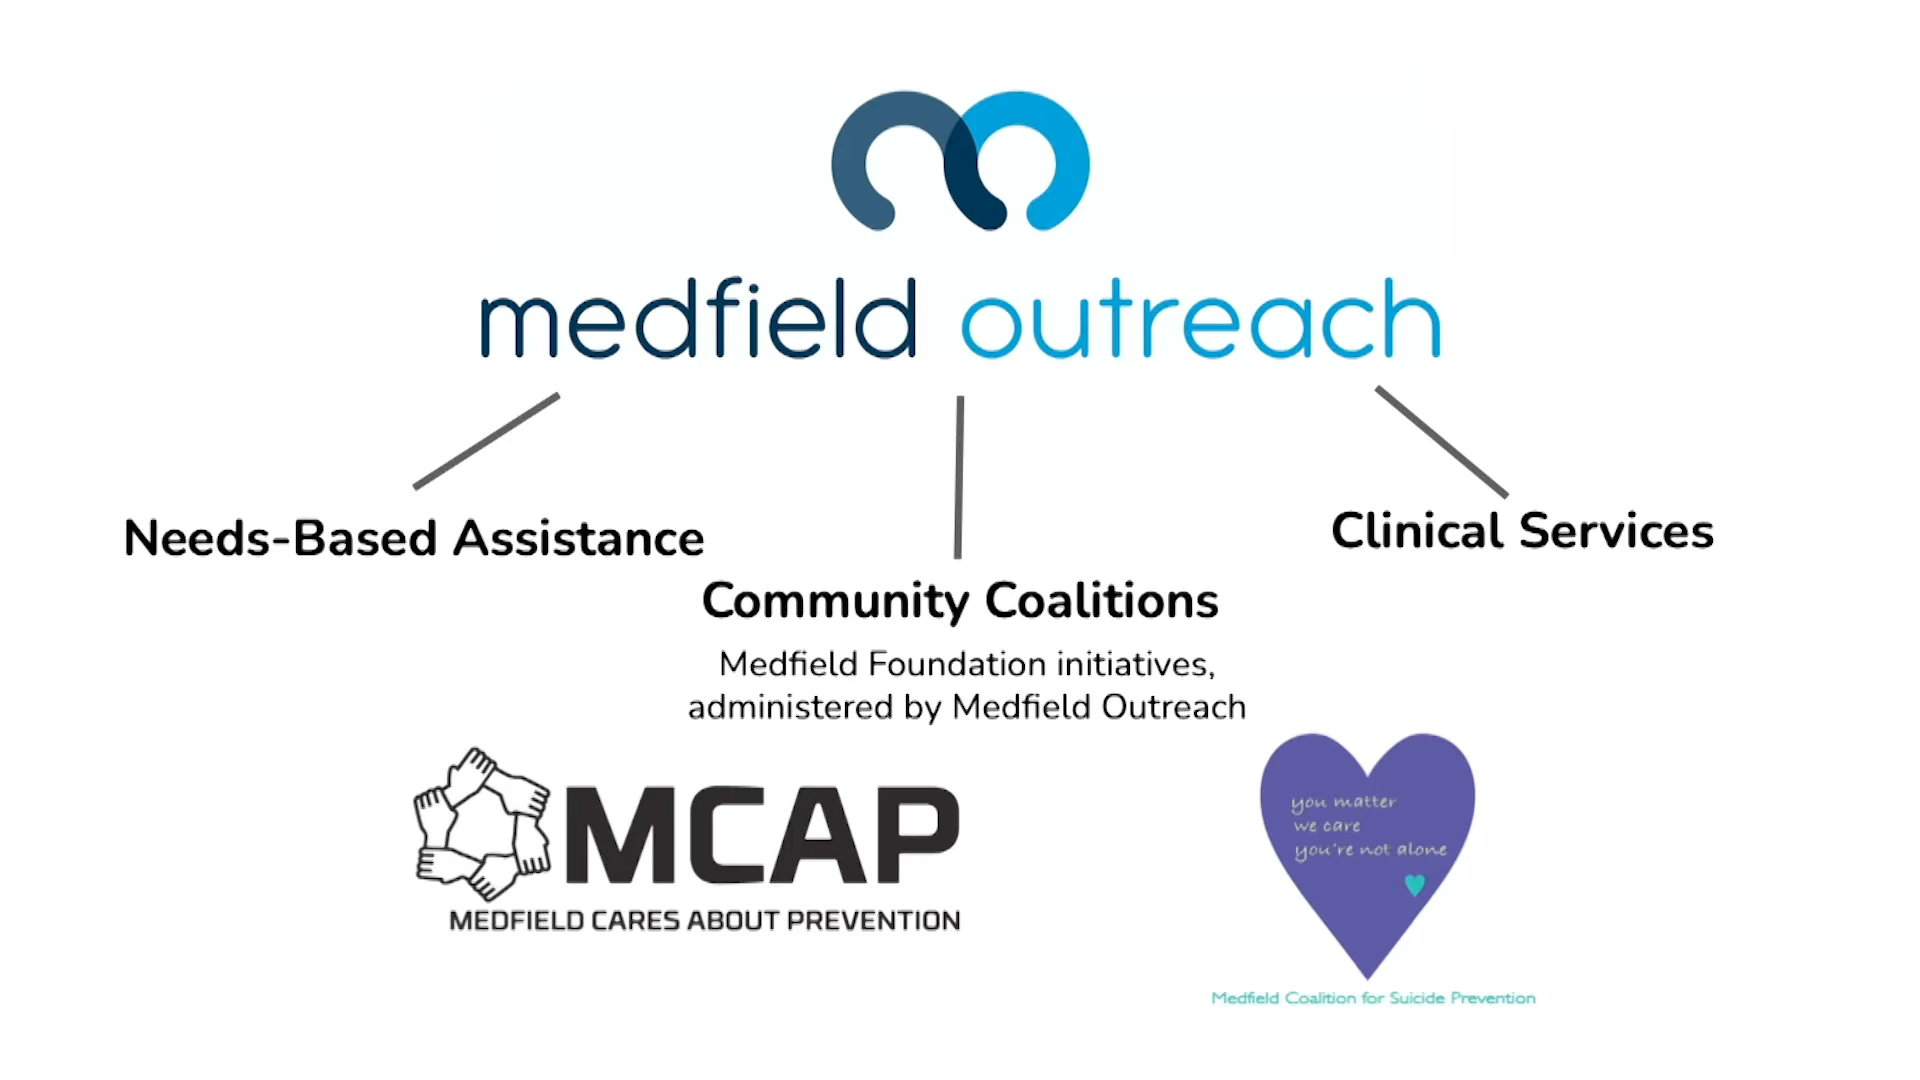 medfield outreach
Needs-Based Assistance
Clinical Services
Community Coalitions
Medfield Foundation initiatives,
administered by Medfield Outreach
MCAP
MEDFIELD CARES ABOUT PREVENTION
you matter
we care
you're not alone
Medfield Coalition for Suicide Prevention